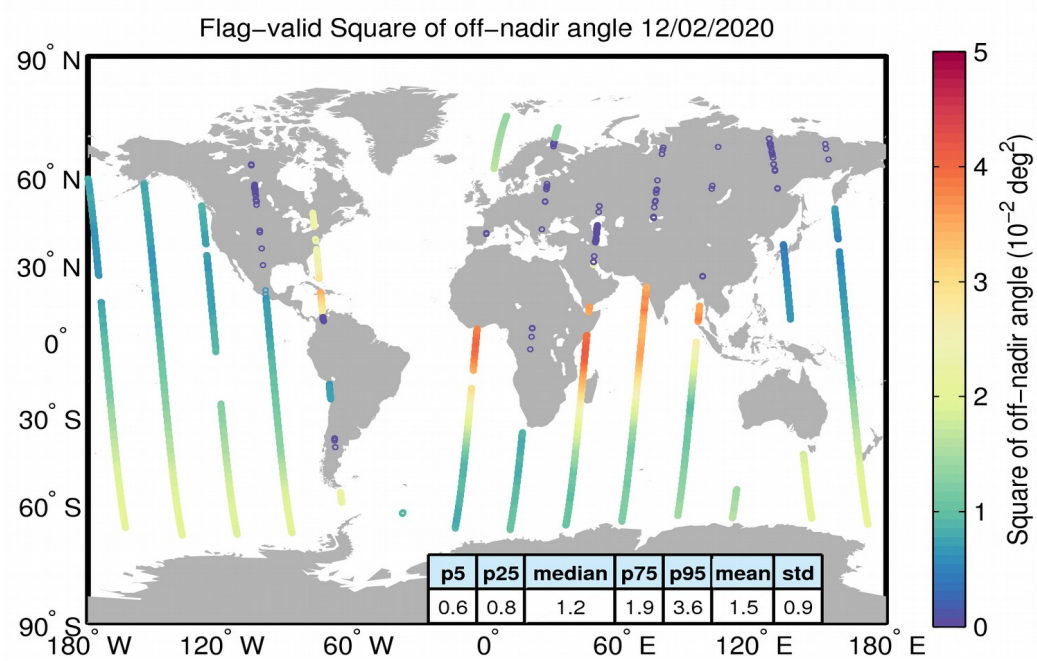 Flag−valid Square of off−nadir angle 12/02/2020
90° N
60° N
30° N
0°
30° S
60° S
90° S
180° W
120° W
60° W
0°
60° E
120° E
180° E
p5 p25 median p75 p95 mean std
0.6 0.8 1.2 1.9 3.6 1.5 0.9
5
4
3
2
1
0
Square of off−nadir angle (10⁻² deg²)